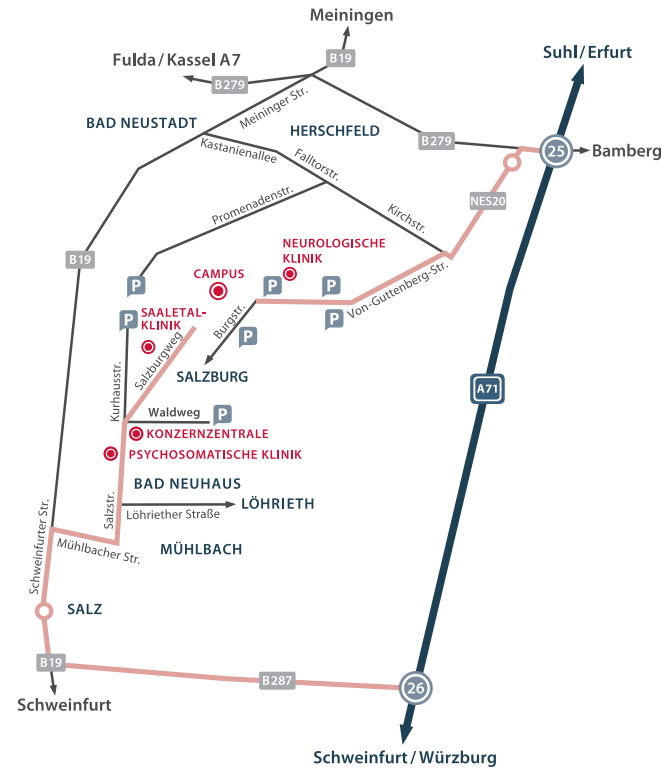 Meiningen
Suhl/Erfurt
Fulda/Kassel A7
B19
B279
Meininger Str.
BAD NEUSTADT
HERSCHFELD
B279
25
Bamberg
Kastanienallee
Falltorstr.
NES20
Promenadenstr.
Kirchstr.
B19
NEUROLOGISCHE
KLINIK
CAMPUS
Von-Guttenberg-Str.
P
P
P
P
P
P
SAALETAL-
KLINIK
Burgstr.
Salzburgweg
SALZBURG
A71
Kurhausstr.
Waldweg
P
KONZERNZENTRALE
PSYCHOSOMATISCHE KLINIK
BAD NEUHAUS
Salzstr.
LÖHRIETH
Löhriether Straße
Schweinfurter Str.
Mühlbacher Str.
MÜHLBACH
SALZ
B19
B287
26
Schweinfurt
Schweinfurt/Würzburg